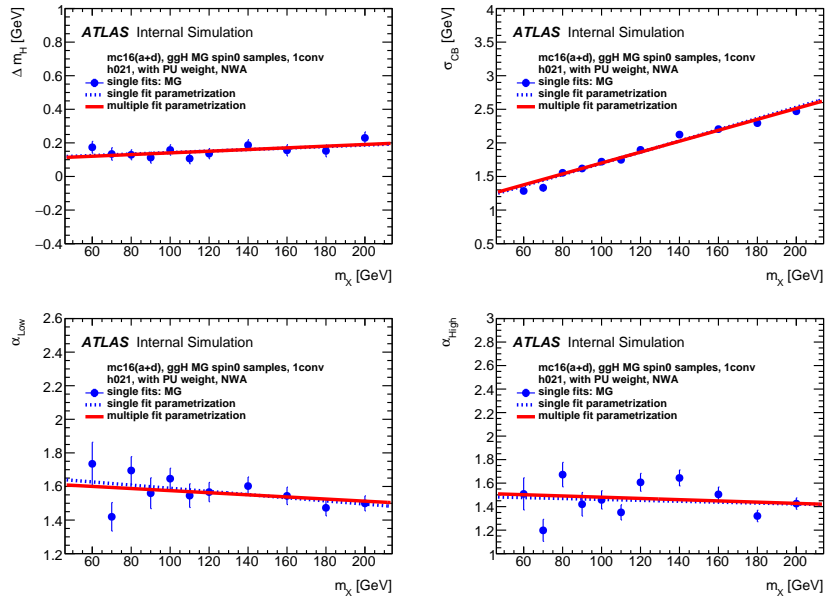 Δ m_H [GeV]
1
0.8
0.6
0.4
0.2
0
−0.2
−0.4
ATLAS Internal Simulation
mc16(a+d), ggH MG spin0 samples, 1conv
h021, with PU weight, NWA
single fits: MG
single fit parametrization
multiple fit parametrization
60 80 100 120 140 160 180 200
m_X [GeV]
σ_CB [GeV]
4
3.5
3
2.5
2
1.5
1
0.5
ATLAS Internal Simulation
mc16(a+d), ggH MG spin0 samples, 1conv
h021, with PU weight, NWA
single fits: MG
single fit parametrization
multiple fit parametrization
60 80 100 120 140 160 180 200
m_X [GeV]
α_Low
2.6
2.4
2.2
2
1.8
1.6
1.4
1.2
ATLAS Internal Simulation
mc16(a+d), ggH MG spin0 samples, 1conv
h021, with PU weight, NWA
single fits: MG
single fit parametrization
multiple fit parametrization
60 80 100 120 140 160 180 200
m_X [GeV]
α_High
3
2.8
2.6
2.4
2.2
2
1.8
1.6
1.4
1.2
1
ATLAS Internal Simulation
mc16(a+d), ggH MG spin0 samples, 1conv
h021, with PU weight, NWA
single fits: MG
single fit parametrization
multiple fit parametrization
60 80 100 120 140 160 180 200
m_X [GeV]